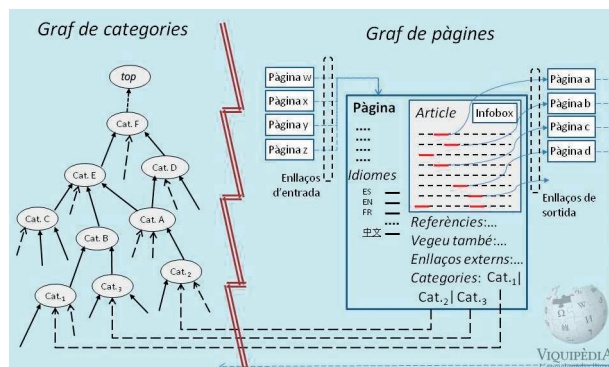 Graf de categories
Graf de pàgines
top
Cat. F
Cat. E
Cat. D
Cat. C
Cat. A
Cat. B
Cat.2
Cat.1
Cat.3
Pàgina w
Pàgina x
Pàgina y
Pàgina z
Enllaços
d'entrada
Pàgina
Idiomes
ES
EN
FR
中文
Article
Infobox
Referències:...
Vegeu també:...
Enllaços externs:...
Categories: Cat.1|
Cat.2| Cat.3
Pàgina a
Pàgina b
Pàgina c
Pàgina d
Enllaços de
sortida
VIQUIPÈDIA